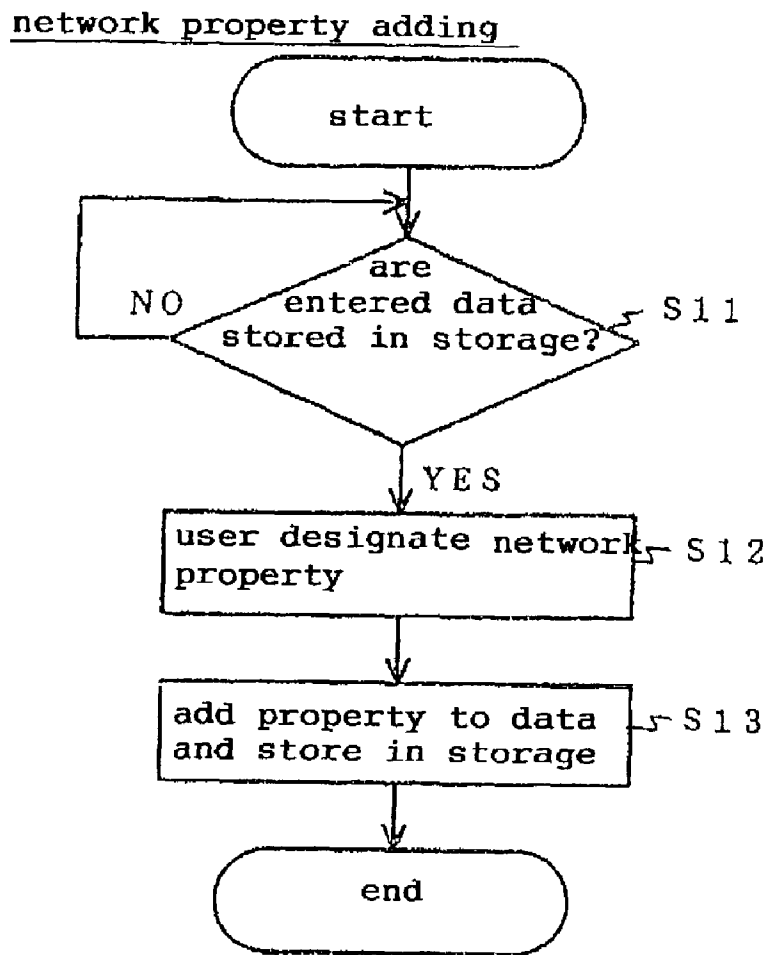 network property adding
start
are
entered data
stored in storage?
NO
S11
YES
user designate network
property
S12
add property to data
and store in storage
S13
end